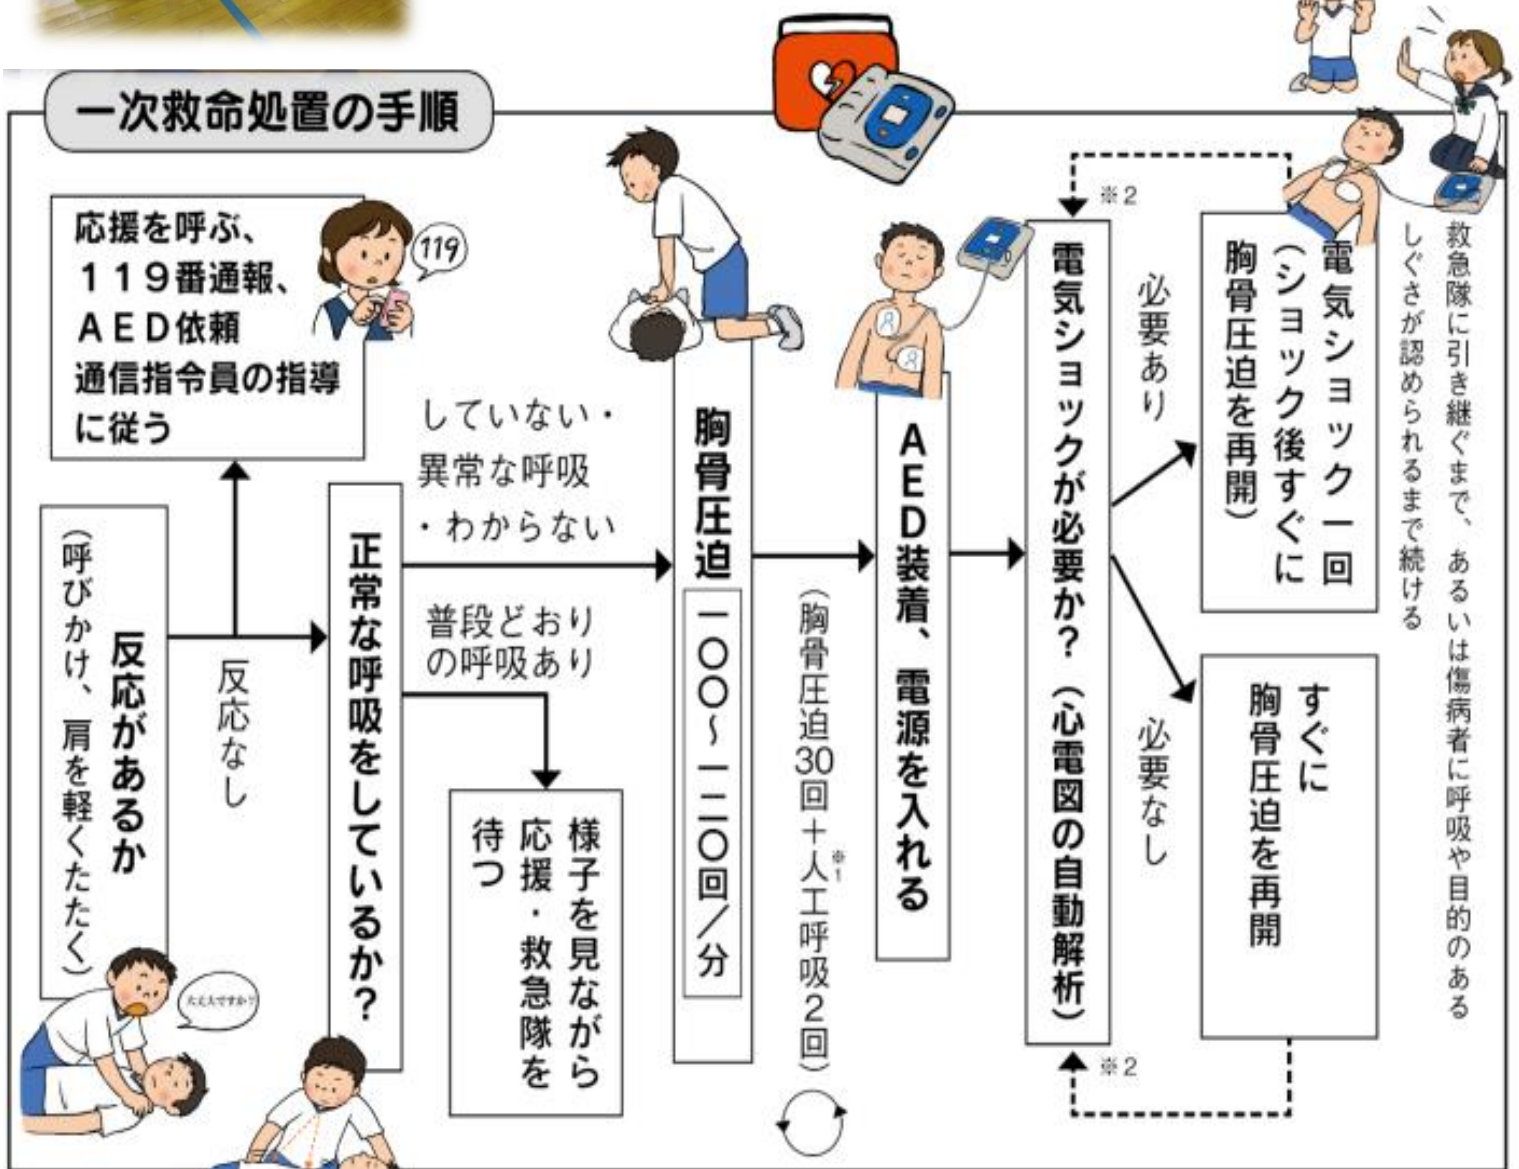 一次救命処置の手順
応援を呼ぶ、
119番通報、
AED依頼
通信指令員の指導
に従う
119
反応があるか
（呼びかけ、肩を軽くたたく）
大丈夫ですか？
反応なし
正常な呼吸をしているか？
していない・
異常な呼吸
・わからない
普段どおり
の呼吸あり
様子を見ながら
応援・救急隊を
待つ
胸骨圧迫
一〇〇〜一二〇回／分
（胸骨圧迫30回＋人工呼吸2回）
※1
AED装着、電源を入れる
電気ショックが必要か？（心電図の自動解析）
※2
必要あり
電気ショック一回
（ショック後すぐに
胸骨圧迫を再開）
必要なし
すぐに
胸骨圧迫を再開
※2
救急隊に引き継ぐまで、あるいは傷病者に呼吸や目的のある
しぐさが認められるまで続ける